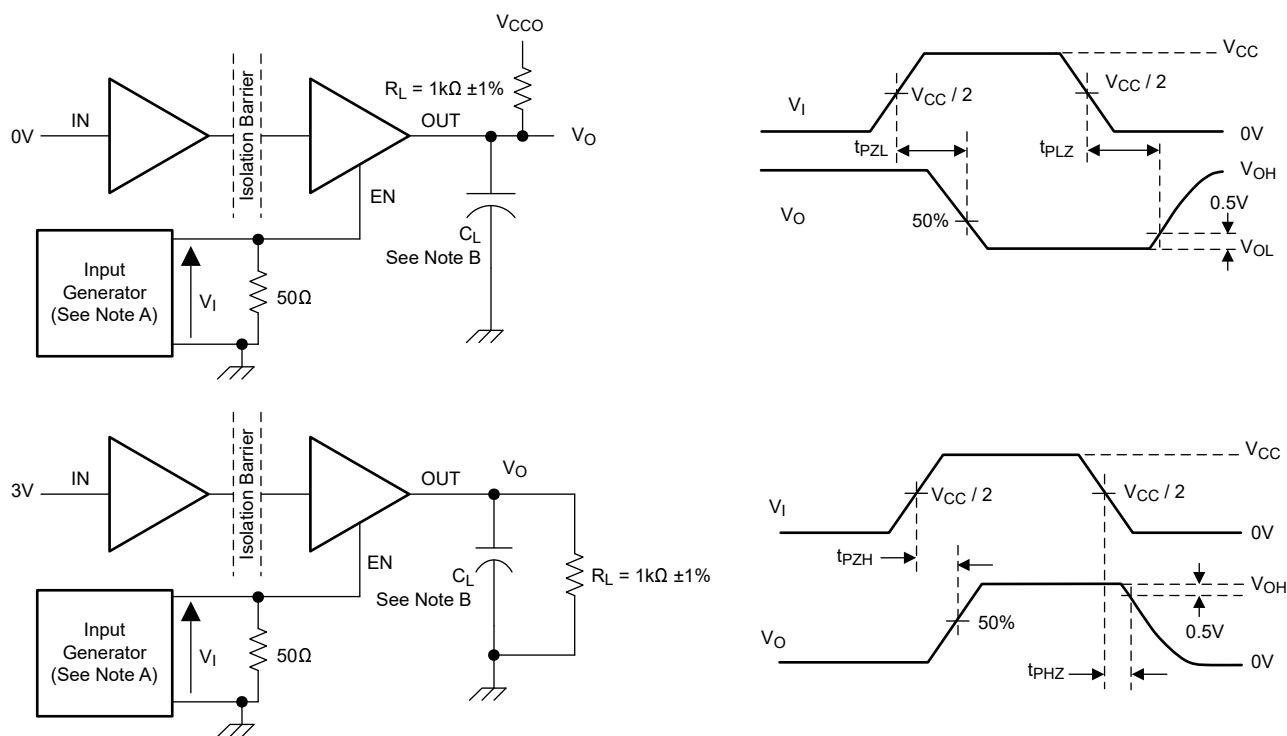 VCCO
RL = 1kΩ ±1%
IN
OUT
0V
VO
Isolation Barrier
EN
CL
See Note B
Input
Generator
(See Note A)
VI
50Ω
VCC
VCC / 2
VCC / 2
VI
0V
tPZL
tPLZ
VOH
0.5V
VO
50%
VOL
IN
OUT
VO
3V
Isolation Barrier
EN
CL
See Note B
RL = 1kΩ ±1%
Input
Generator
(See Note A)
VI
50Ω
VCC
VCC / 2
VCC / 2
VI
0V
tPZH
VOH
0.5V
50%
VO
0V
tPHZ